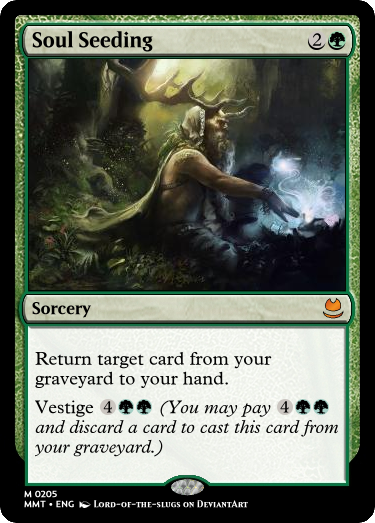 Soul Seeding 2
Sorcery
Return target card from your
graveyard to your hand.
Vestige 4 (You may pay 4
and discard a card to cast this card from
your graveyard.)
M 0205
MMT • ENG Lord-of-the-slugs on DeviantArt